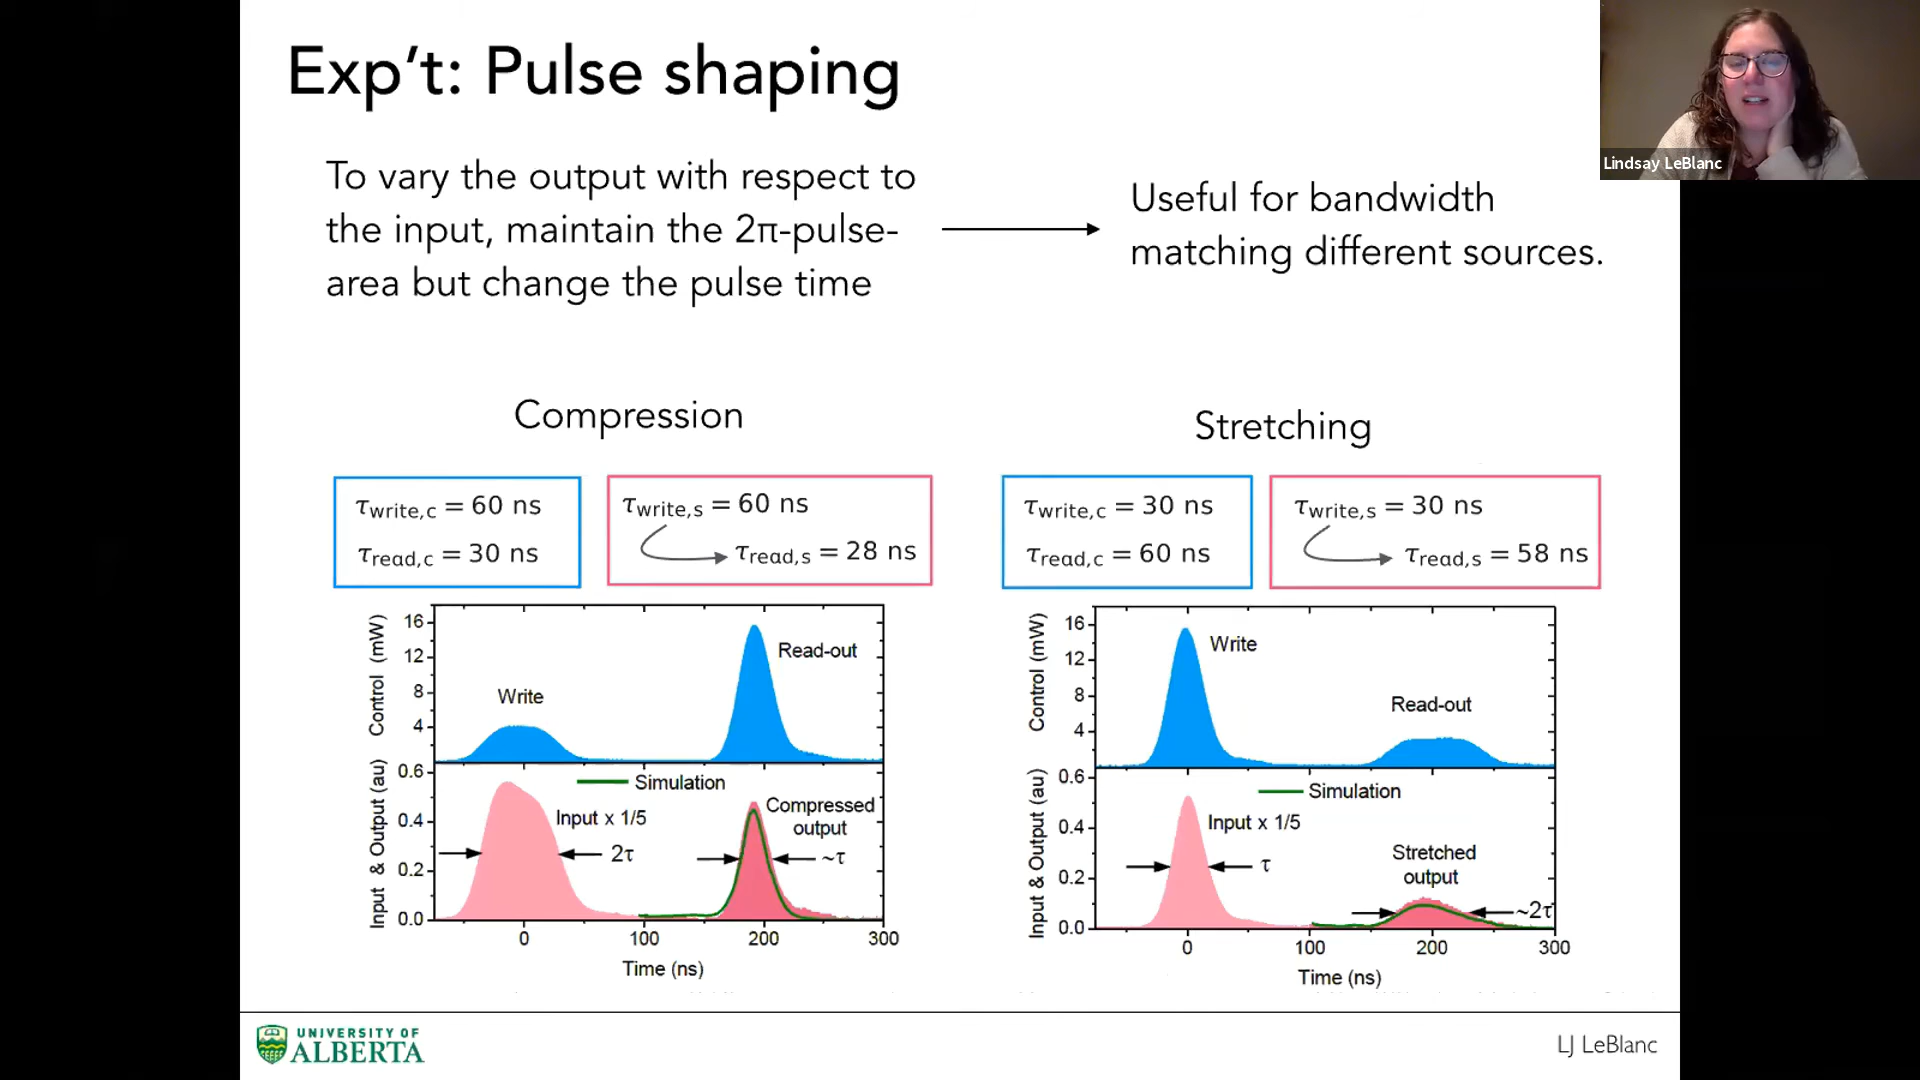 Exp't: Pulse shaping
To vary the output with respect to
the input, maintain the 2π-pulse-
area but change the pulse time
Useful for bandwidth
matching different sources.
Lindsay LeBlanc
Compression
τwrite,c = 60 ns
τread,c = 30 ns
τwrite,s = 60 ns
τread,s = 28 ns
Control (mW)
16
12
8
4
Write
Read-out
Input & Output (au)
0.6
0.4
0.2
0.0
Simulation
Input x 1/5
2τ
Compressed
output
~τ
0 100 200 300
Time (ns)
Stretching
τwrite,c = 30 ns
τread,c = 60 ns
τwrite,s = 30 ns
τread,s = 58 ns
Control (mW)
16
12
8
4
Write
Read-out
Input & Output (au)
0.6
0.4
0.2
0.0
Simulation
Input x 1/5
τ
Stretched
output
~2τ
0 100 200 300
Time (ns)
UNIVERSITY OF
ALBERTA
LJ LeBlanc